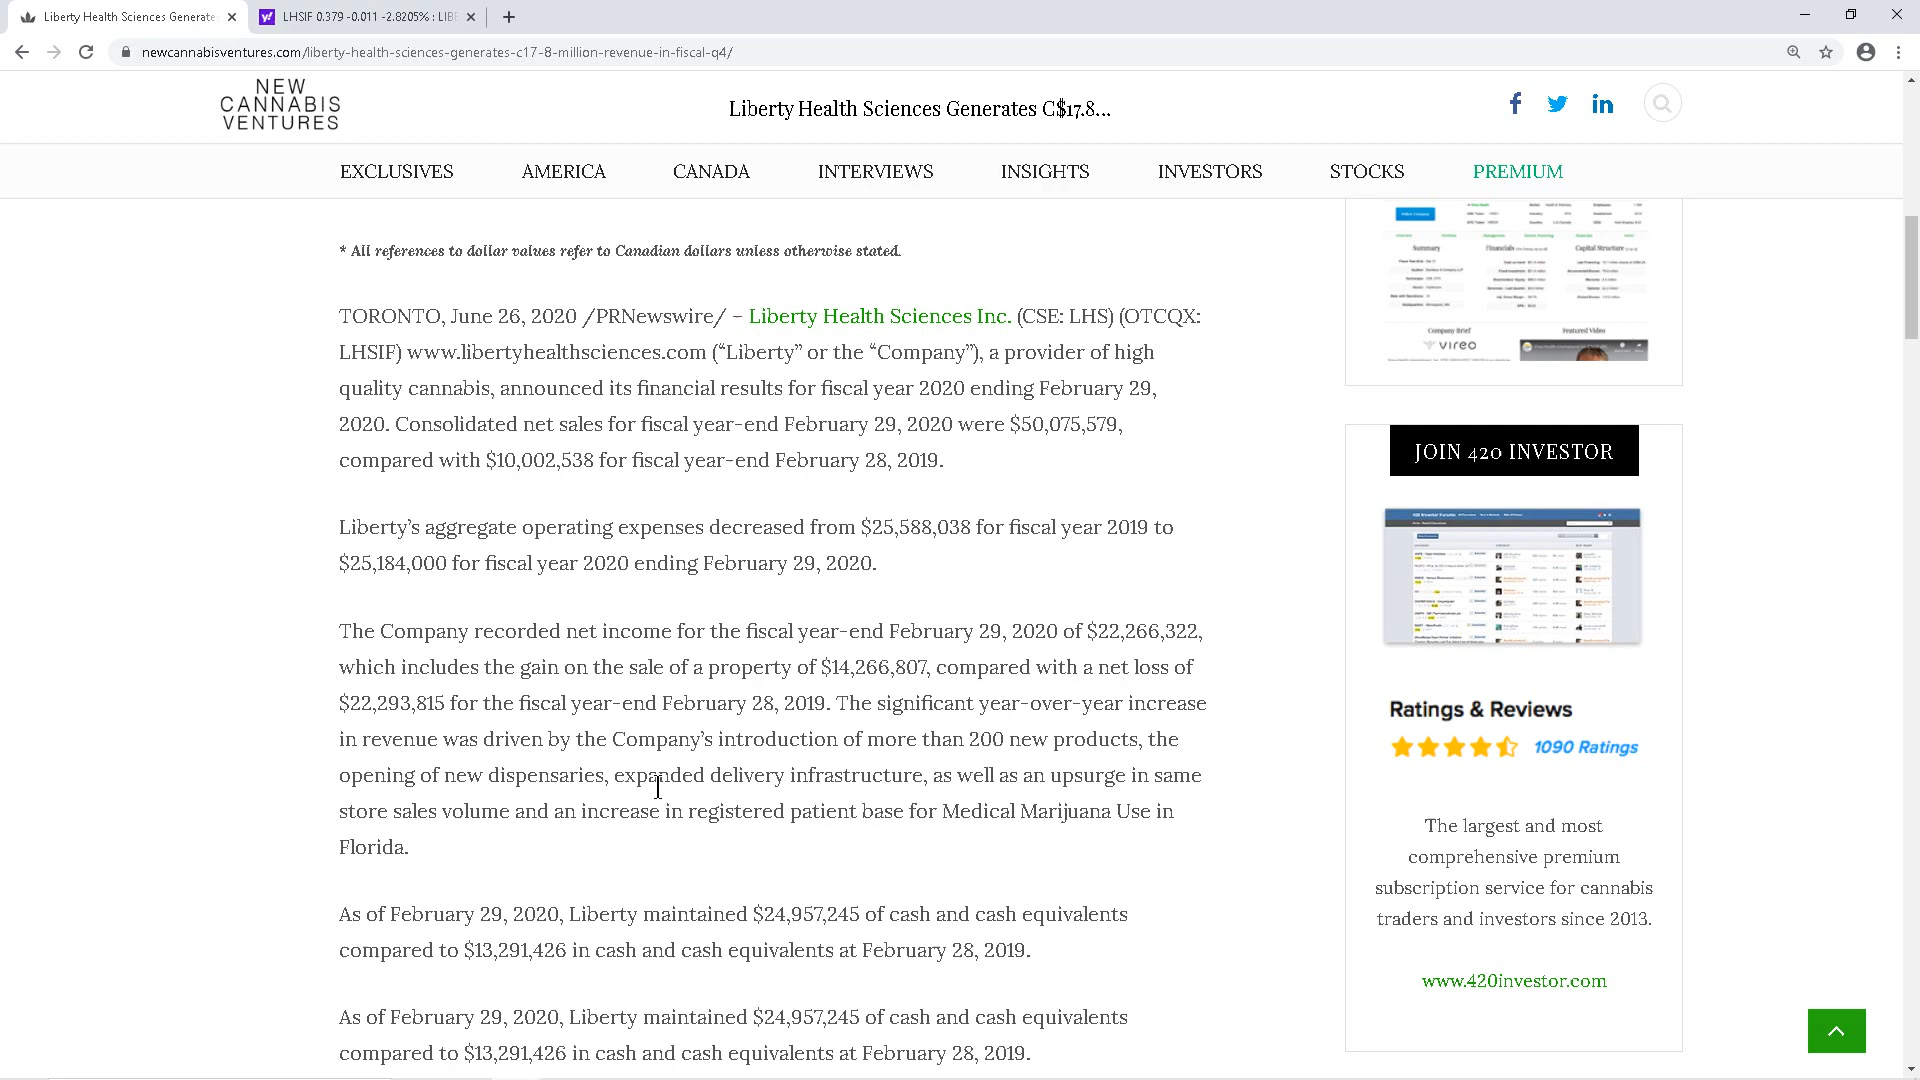 Liberty Health Sciences Generate
LHSIF 0.379 -0.011 -2.8205% : LIB
newcannabisventures.com/liberty-health-sciences-generates-c17-8-million-revenue-in-fiscal-q4/
NEW
CANNABIS
VENTURES
Liberty Health Sciences Generates C$17.8...
EXCLUSIVES AMERICA CANADA INTERVIEWS INSIGHTS INVESTORS STOCKS PREMIUM
* All references to dollar values refer to Canadian dollars unless otherwise stated.
TORONTO, June 26, 2020 /PRNewswire/ – Liberty Health Sciences Inc. (CSE: LHS) (OTCQX:
LHSIF) www.libertyhealthsciences.com (“Liberty” or the “Company”), a provider of high
quality cannabis, announced its financial results for fiscal year 2020 ending February 29,
2020. Consolidated net sales for fiscal year-end February 29, 2020 were $50,075,579,
compared with $10,002,538 for fiscal year-end February 28, 2019.
Liberty’s aggregate operating expenses decreased from $25,588,038 for fiscal year 2019 to
$25,184,000 for fiscal year 2020 ending February 29, 2020.
The Company recorded net income for the fiscal year-end February 29, 2020 of $22,266,322,
which includes the gain on the sale of a property of $14,266,807, compared with a net loss of
$22,293,815 for the fiscal year-end February 28, 2019. The significant year-over-year increase
in revenue was driven by the Company’s introduction of more than 200 new products, the
opening of new dispensaries, expanded delivery infrastructure, as well as an upsurge in same
store sales volume and an increase in registered patient base for Medical Marijuana Use in
Florida.
As of February 29, 2020, Liberty maintained $24,957,245 of cash and cash equivalents
compared to $13,291,426 in cash and cash equivalents at February 28, 2019.
As of February 29, 2020, Liberty maintained $24,957,245 of cash and cash equivalents
compared to $13,291,426 in cash and cash equivalents at February 28, 2019.
Summary Financials Capital Structure
Company Brief Featured Video
vireo
JOIN 420 INVESTOR
Ratings & Reviews
1090 Ratings
The largest and most
comprehensive premium
subscription service for cannabis
traders and investors since 2013.
www.420investor.com